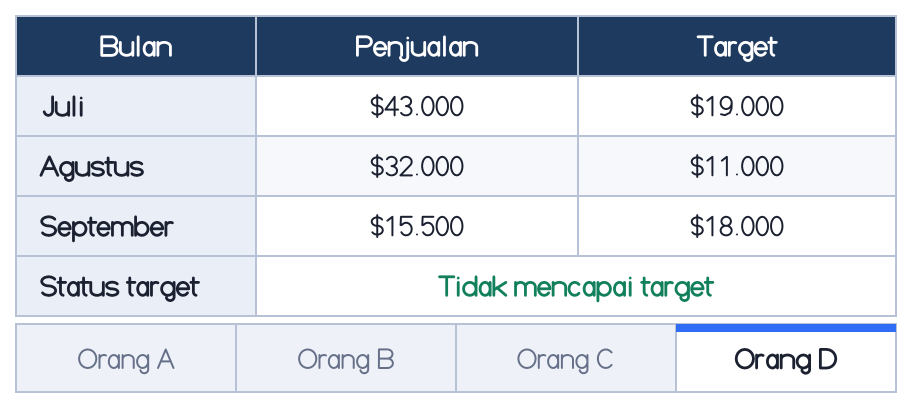 Bulan Penjualan Target
Juli $43.000 $19.000
Agustus $32.000 $11.000
September $15.500 $18.000
Status target Tidak mencapai target
Orang A Orang B Orang C Orang D